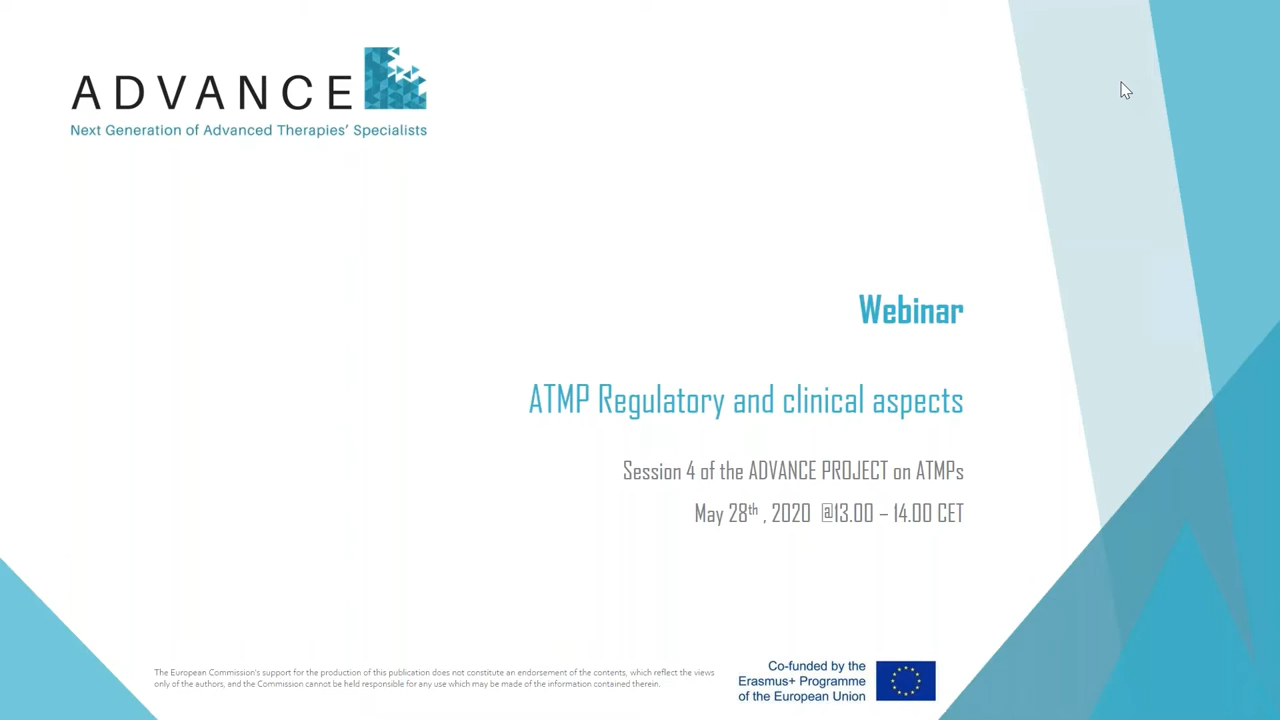 ADVANCE
Next Generation of Advanced Therapies' Specialists
Webinar
ATMP Regulatory and clinical aspects
Session 4 of the ADVANCE PROJECT on ATMPs
May 28th , 2020 @13.00 – 14.00 CET
The European Commission's support for the production of this publication does not constitute an endorsement of the contents, which reflect the views
only of the authors, and the Commission cannot be held responsible for any use which may be made of the information contained therein.
Co-funded by the
Erasmus+ Programme
of the European Union